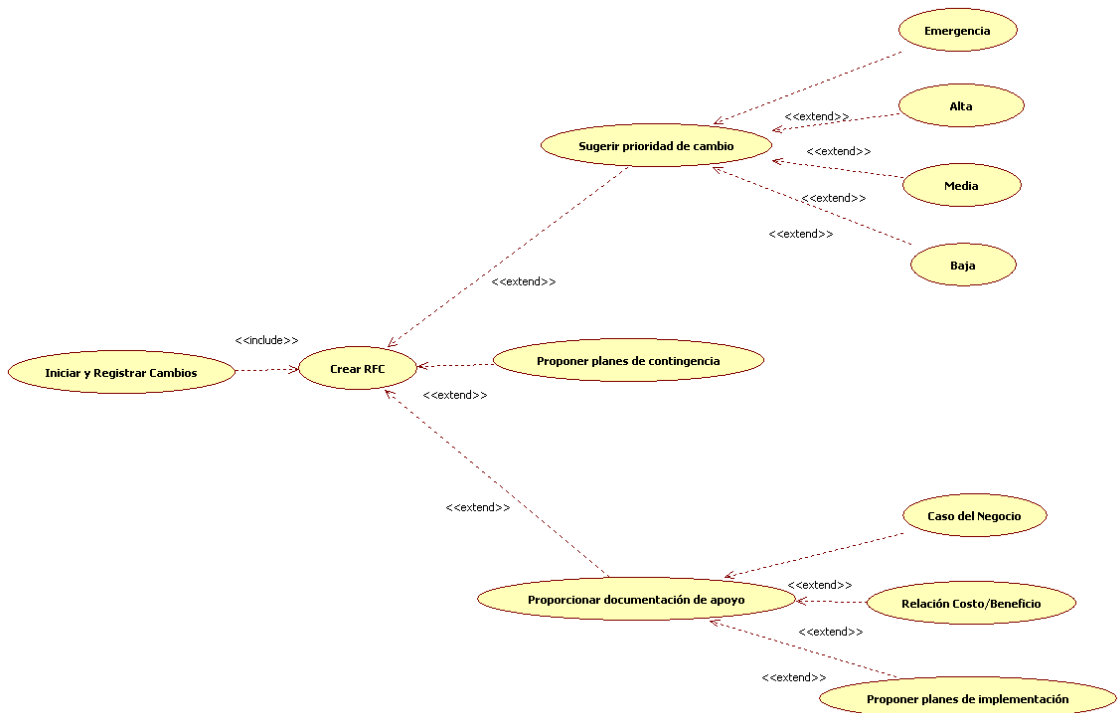 Emergencia
Alta
<<extend>>
Sugerir prioridad de cambio
<<extend>>
Media
<<extend>>
<<extend>>
Baja
<<extend>>
<<include>>
Iniciar y Registrar Cambios
Crear RFC
Proponer planes de contingencia
<<extend>>
<<extend>>
Caso del Negocio
Proporcionar documentación de apoyo
<<extend>>
Relación Costo/Beneficio
<<extend>>
<<extend>>
Proponer planes de implementación